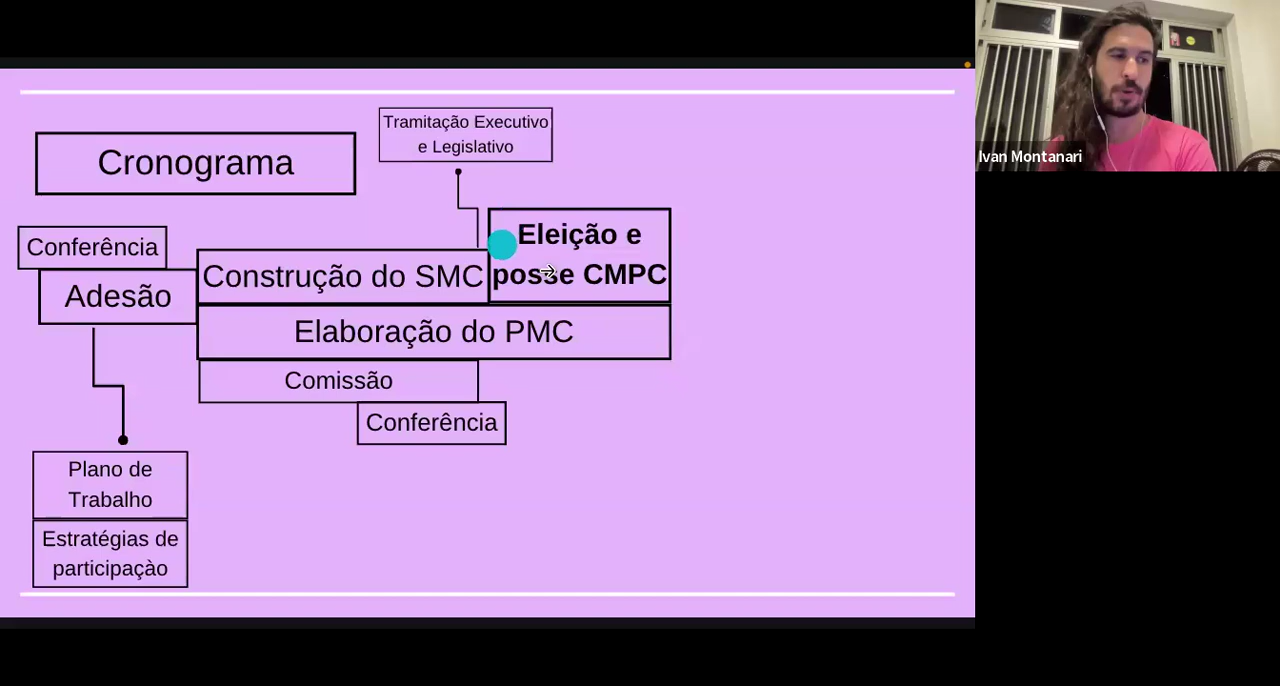 Cronograma
Tramitação Executivo
e Legislativo
Conferência
Adesão
Construção do SMC
Eleição e
posse CMPC
Elaboração do PMC
Comissão
Conferência
Plano de
Trabalho
Estratégias de
participaçào
Ivan Montanari